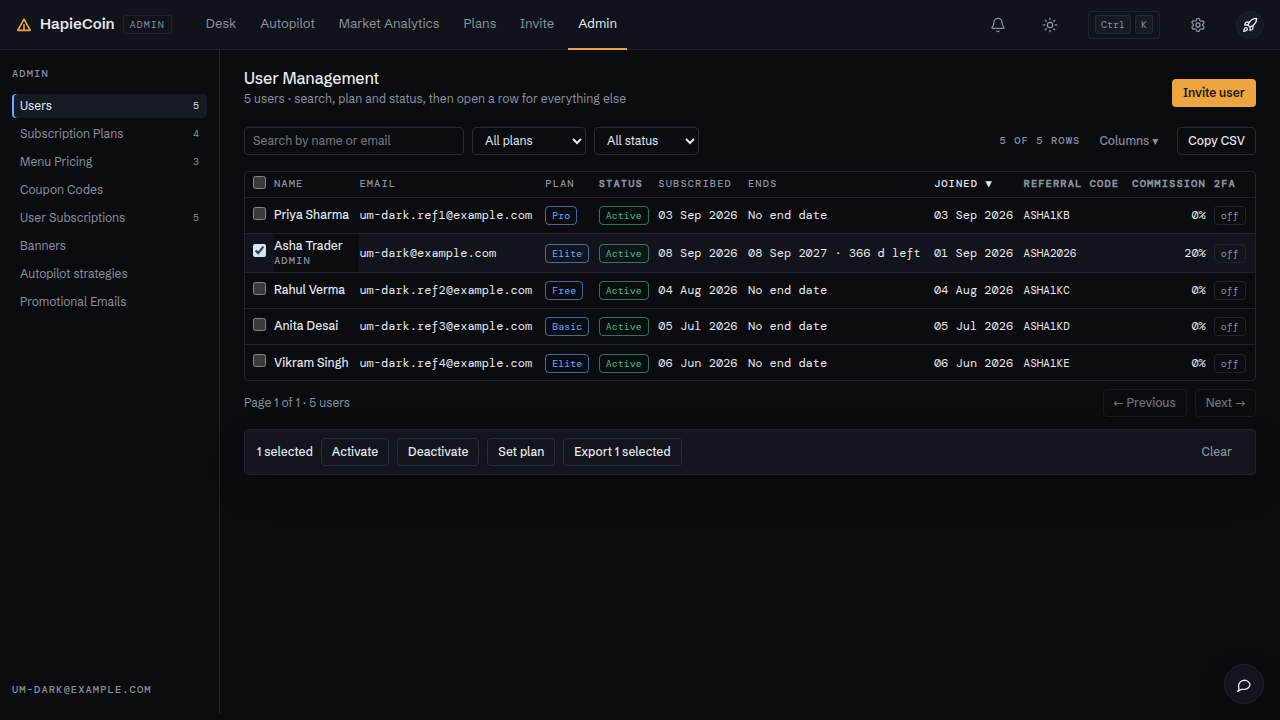 HapieCoin ADMIN Desk Autopilot Market Analytics Plans Invite Admin Ctrl K
ADMIN
Users 5
Subscription Plans 4
Menu Pricing 3
Coupon Codes
User Subscriptions 5
Banners
Autopilot strategies
Promotional Emails
UM-DARK@EXAMPLE.COM
User Management
5 users · search, plan and status, then open a row for everything else
Invite user
Search by name or email All plans All status 5 OF 5 ROWS Columns ▾ Copy CSV
NAME EMAIL PLAN STATUS SUBSCRIBED ENDS JOINED ▼ REFERRAL CODE COMMISSION 2FA
Priya Sharma um-dark.ref1@example.com Pro Active 03 Sep 2026 No end date 03 Sep 2026 ASHA1KB 0% off
Asha Trader um-dark@example.com Elite Active 08 Sep 2026 08 Sep 2027 · 366 d left 01 Sep 2026 ASHA2026 20% off
ADMIN
Rahul Verma um-dark.ref2@example.com Free Active 04 Aug 2026 No end date 04 Aug 2026 ASHA1KC 0% off
Anita Desai um-dark.ref3@example.com Basic Active 05 Jul 2026 No end date 05 Jul 2026 ASHA1KD 0% off
Vikram Singh um-dark.ref4@example.com Elite Active 06 Jun 2026 No end date 06 Jun 2026 ASHA1KE 0% off
Page 1 of 1 · 5 users ← Previous Next →
1 selected Activate Deactivate Set plan Export 1 selected Clear